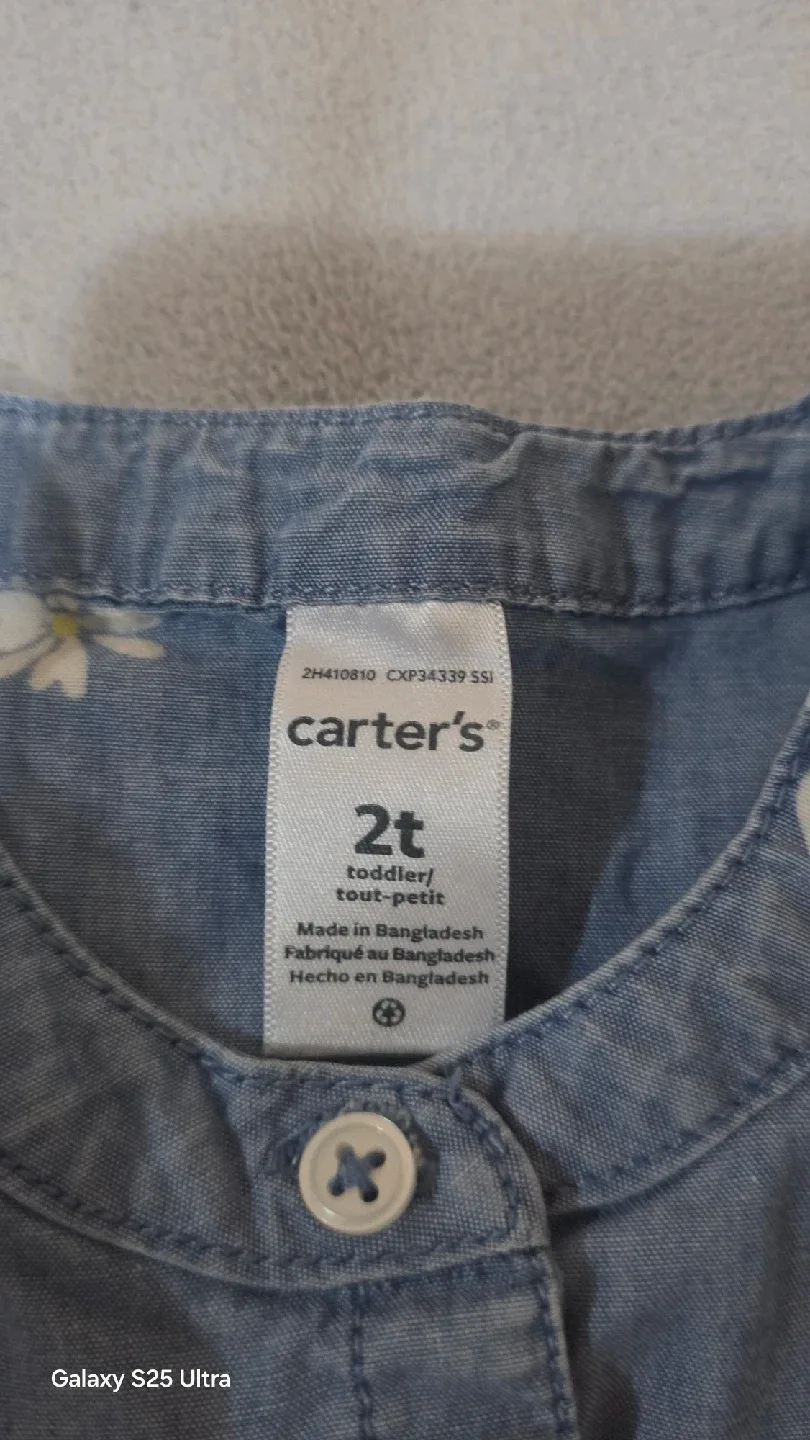 2H410810 CXP34339 SSI
carter's®
2t
toddler/
tout-petit
Made in Bangladesh
Fabriqué au Bangladesh
Hecho en Bangladesh
Galaxy S25 Ultra